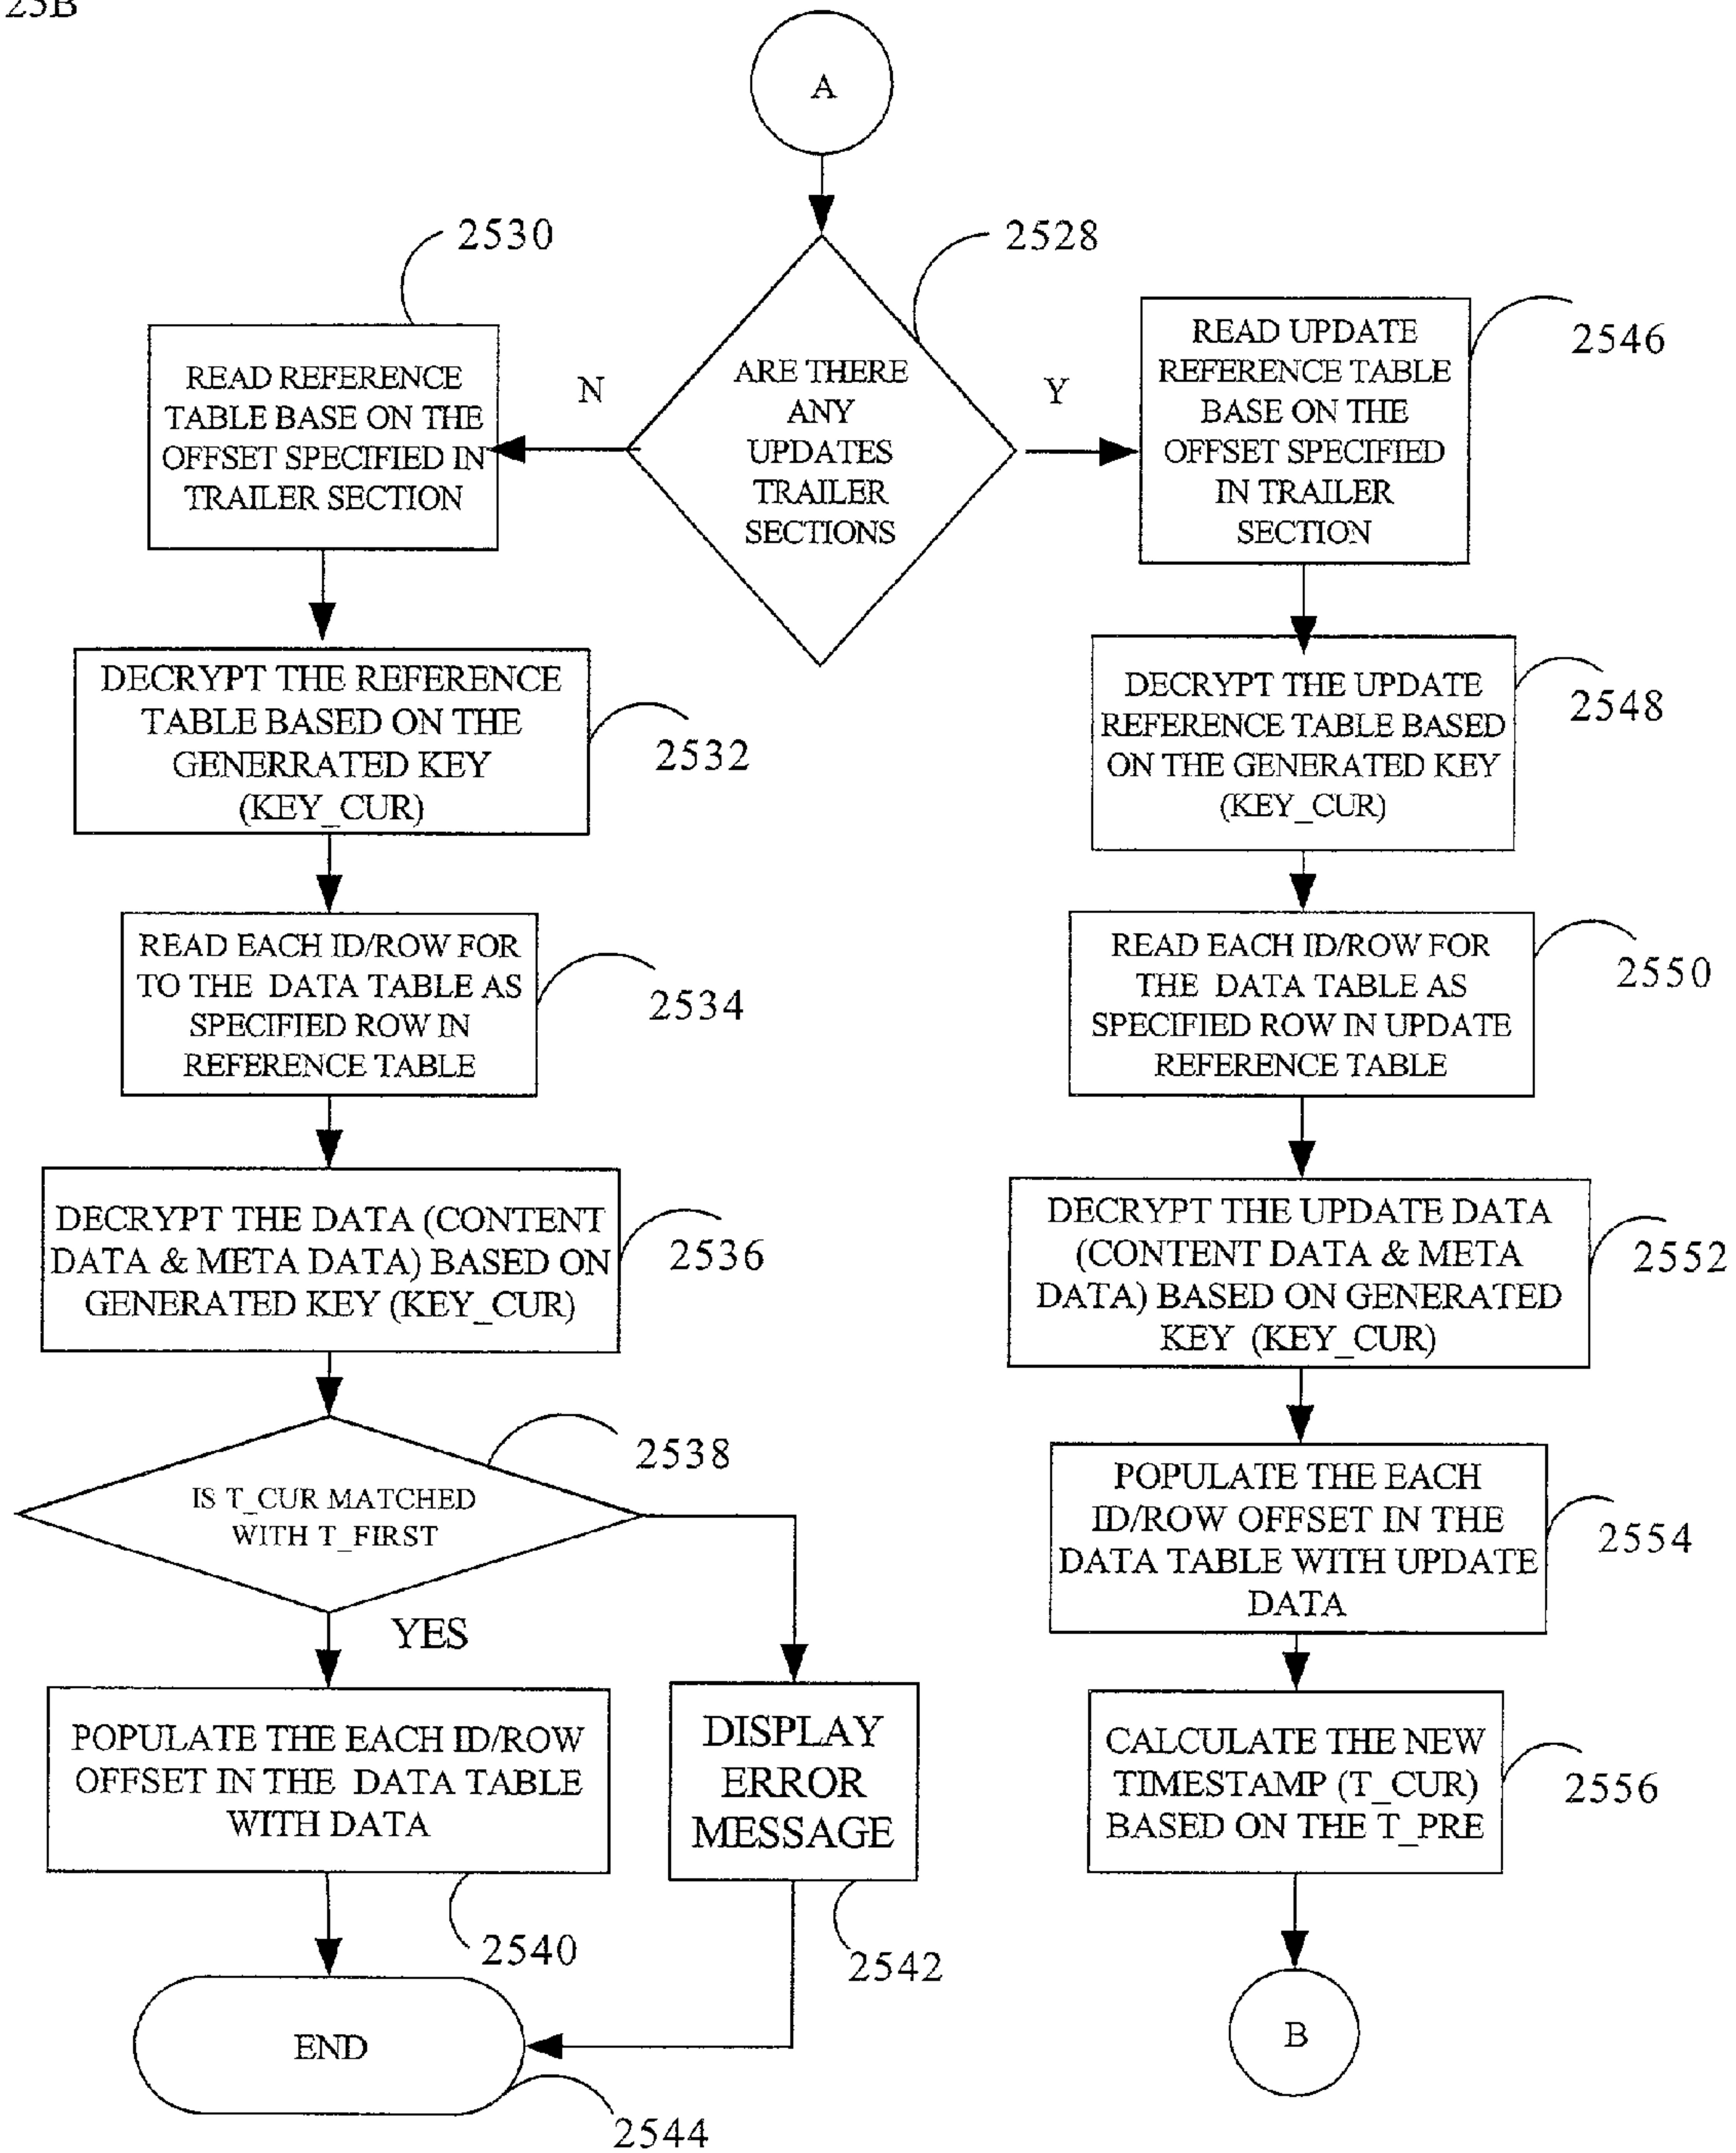 25B
A
2530
2528
2546
READ REFERENCE
TABLE BASE ON THE
OFFSET SPECIFIED IN
TRAILER SECTION
N
ARE THERE
ANY
UPDATES
TRAILER
SECTIONS
Y
READ UPDATE
REFERENCE TABLE
BASE ON THE
OFFSET SPECIFIED
IN TRAILER
SECTION
DECRYPT THE REFERENCE
TABLE BASED ON THE
GENERRATED KEY
(KEY_CUR)
2532
DECRYPT THE UPDATE
REFERENCE TABLE BASED
ON THE GENERATED KEY
(KEY_CUR)
2548
READ EACH ID/ROW FOR
TO THE DATA TABLE AS
SPECIFIED ROW IN
REFERENCE TABLE
2534
READ EACH ID/ROW FOR
THE DATA TABLE AS
SPECIFIED ROW IN UPDATE
REFERENCE TABLE
2550
DECRYPT THE DATA (CONTENT
DATA & META DATA) BASED ON
GENERATED KEY (KEY_CUR)
2536
DECRYPT THE UPDATE DATA
(CONTENT DATA & META
DATA) BASED ON GENERATED
KEY (KEY_CUR)
2552
IS T_CUR MATCHED
WITH T_FIRST
2538
POPULATE THE EACH
ID/ROW OFFSET IN THE
DATA TABLE WITH UPDATE
DATA
2554
YES
POPULATE THE EACH ID/ROW
OFFSET IN THE DATA TABLE
WITH DATA
2540
DISPLAY
ERROR
MESSAGE
2542
CALCULATE THE NEW
TIMESTAMP (T_CUR)
BASED ON THE T_PRE
2556
END
2544
B